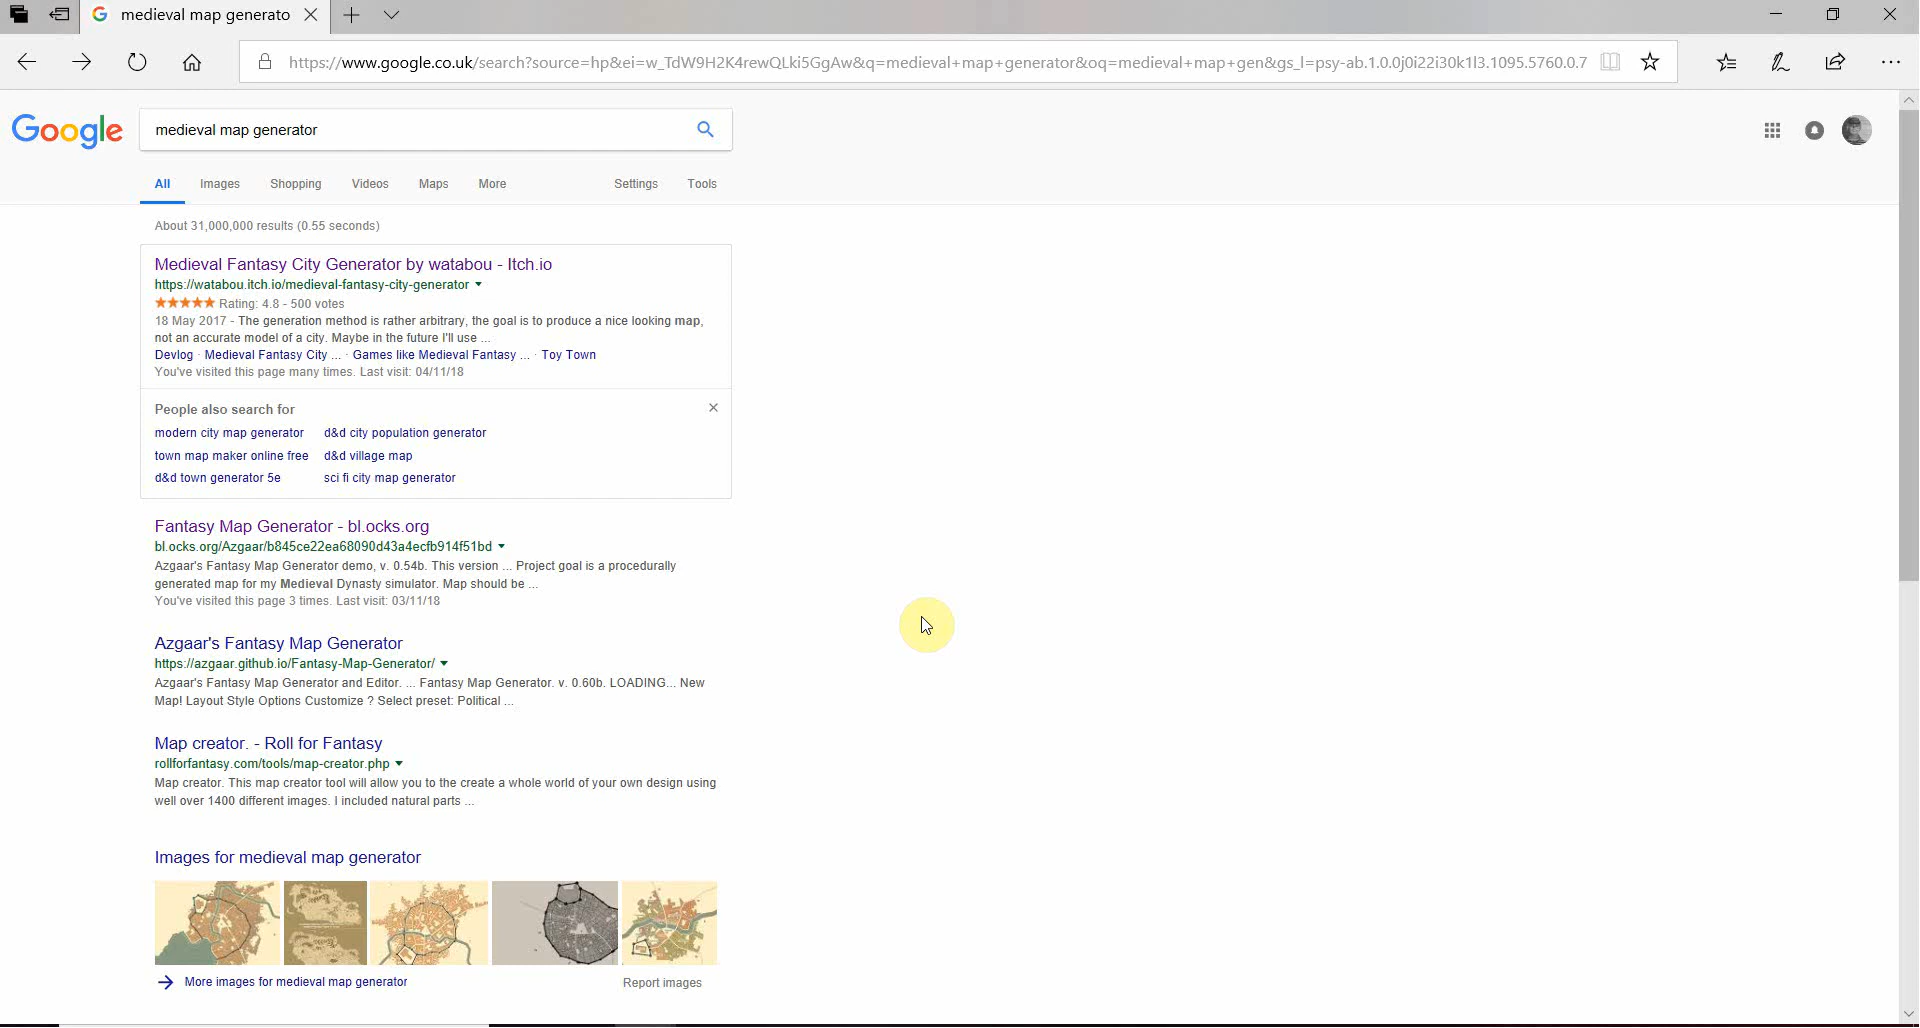 medieval map generato
https://www.google.co.uk/search?source=hp&ei=w_TdW9H2K4rewQLki5GgAw&q=medieval+map+generator&oq=medieval+map+gen&gs_l=psy-ab.1.0.0j0i22i30k1l3.1095.5760.0.7
Google
medieval map generator
All Images Shopping Videos Maps More Settings Tools
About 31,000,000 results (0.55 seconds)
Medieval Fantasy City Generator by watabou - Itch.io
https://watabou.itch.io/medieval-fantasy-city-generator
Rating: 4.8 - 500 votes
18 May 2017 - The generation method is rather arbitrary, the goal is to produce a nice looking map,
not an accurate model of a city. Maybe in the future I'll use ...
Devlog · Medieval Fantasy City ... · Games like Medieval Fantasy ... · Toy Town
You've visited this page many times. Last visit: 04/11/18
People also search for
modern city map generator d&d city population generator
town map maker online free d&d village map
d&d town generator 5e sci fi city map generator
Fantasy Map Generator - bl.ocks.org
bl.ocks.org/Azgaar/b845ce22ea68090d43a4ecfb914f51bd
Azgaar's Fantasy Map Generator demo, v. 0.54b. This version ... Project goal is a procedurally
generated map for my Medieval Dynasty simulator. Map should be ...
You've visited this page 3 times. Last visit: 03/11/18
Azgaar's Fantasy Map Generator
https://azgaar.github.io/Fantasy-Map-Generator/
Azgaar's Fantasy Map Generator and Editor. ... Fantasy Map Generator. v. 0.60b. LOADING... New
Map! Layout Style Options Customize ? Select preset: Political ...
Map creator. - Roll for Fantasy
rollforfantasy.com/tools/map-creator.php
Map creator. This map creator tool will allow you to the create a whole world of your own design using
well over 1400 different images. I included natural parts ...
Images for medieval map generator
More images for medieval map generator Report images